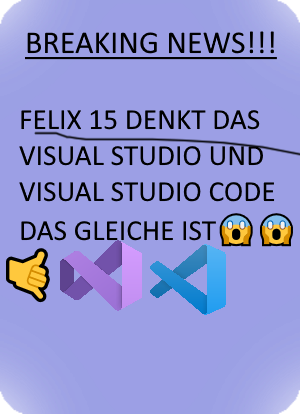 BREAKING NEWS!!!
FELIX 15 DENKT DAS
VISUAL STUDIO UND
VISUAL STUDIO CODE
DAS GLEICHE IST😱😱